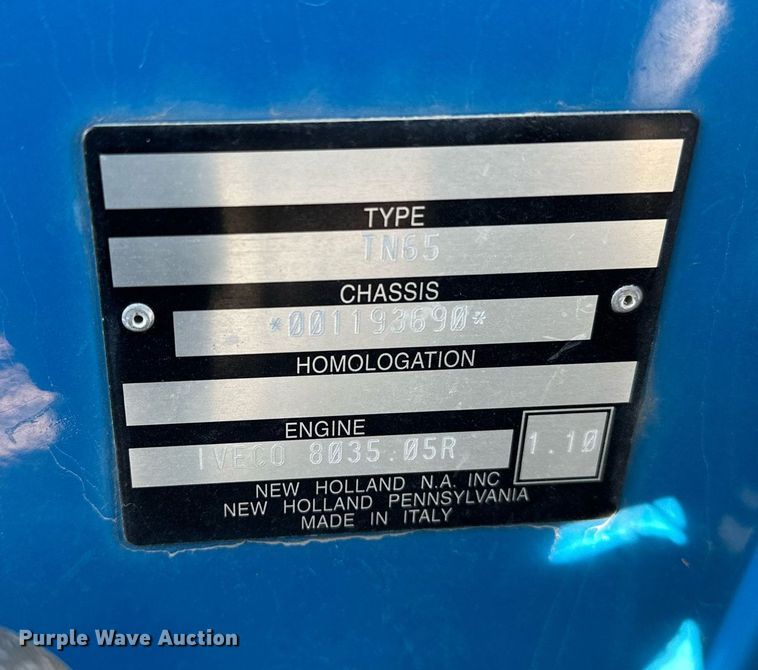 TYPE
TN65
CHASSIS
*001193690*
HOMOLOGATION
ENGINE
IVECO 8035.05R 1.10
NEW HOLLAND N.A. INC
NEW HOLLAND PENNSYLVANIA
MADE IN ITALY
Purple Wave Auction